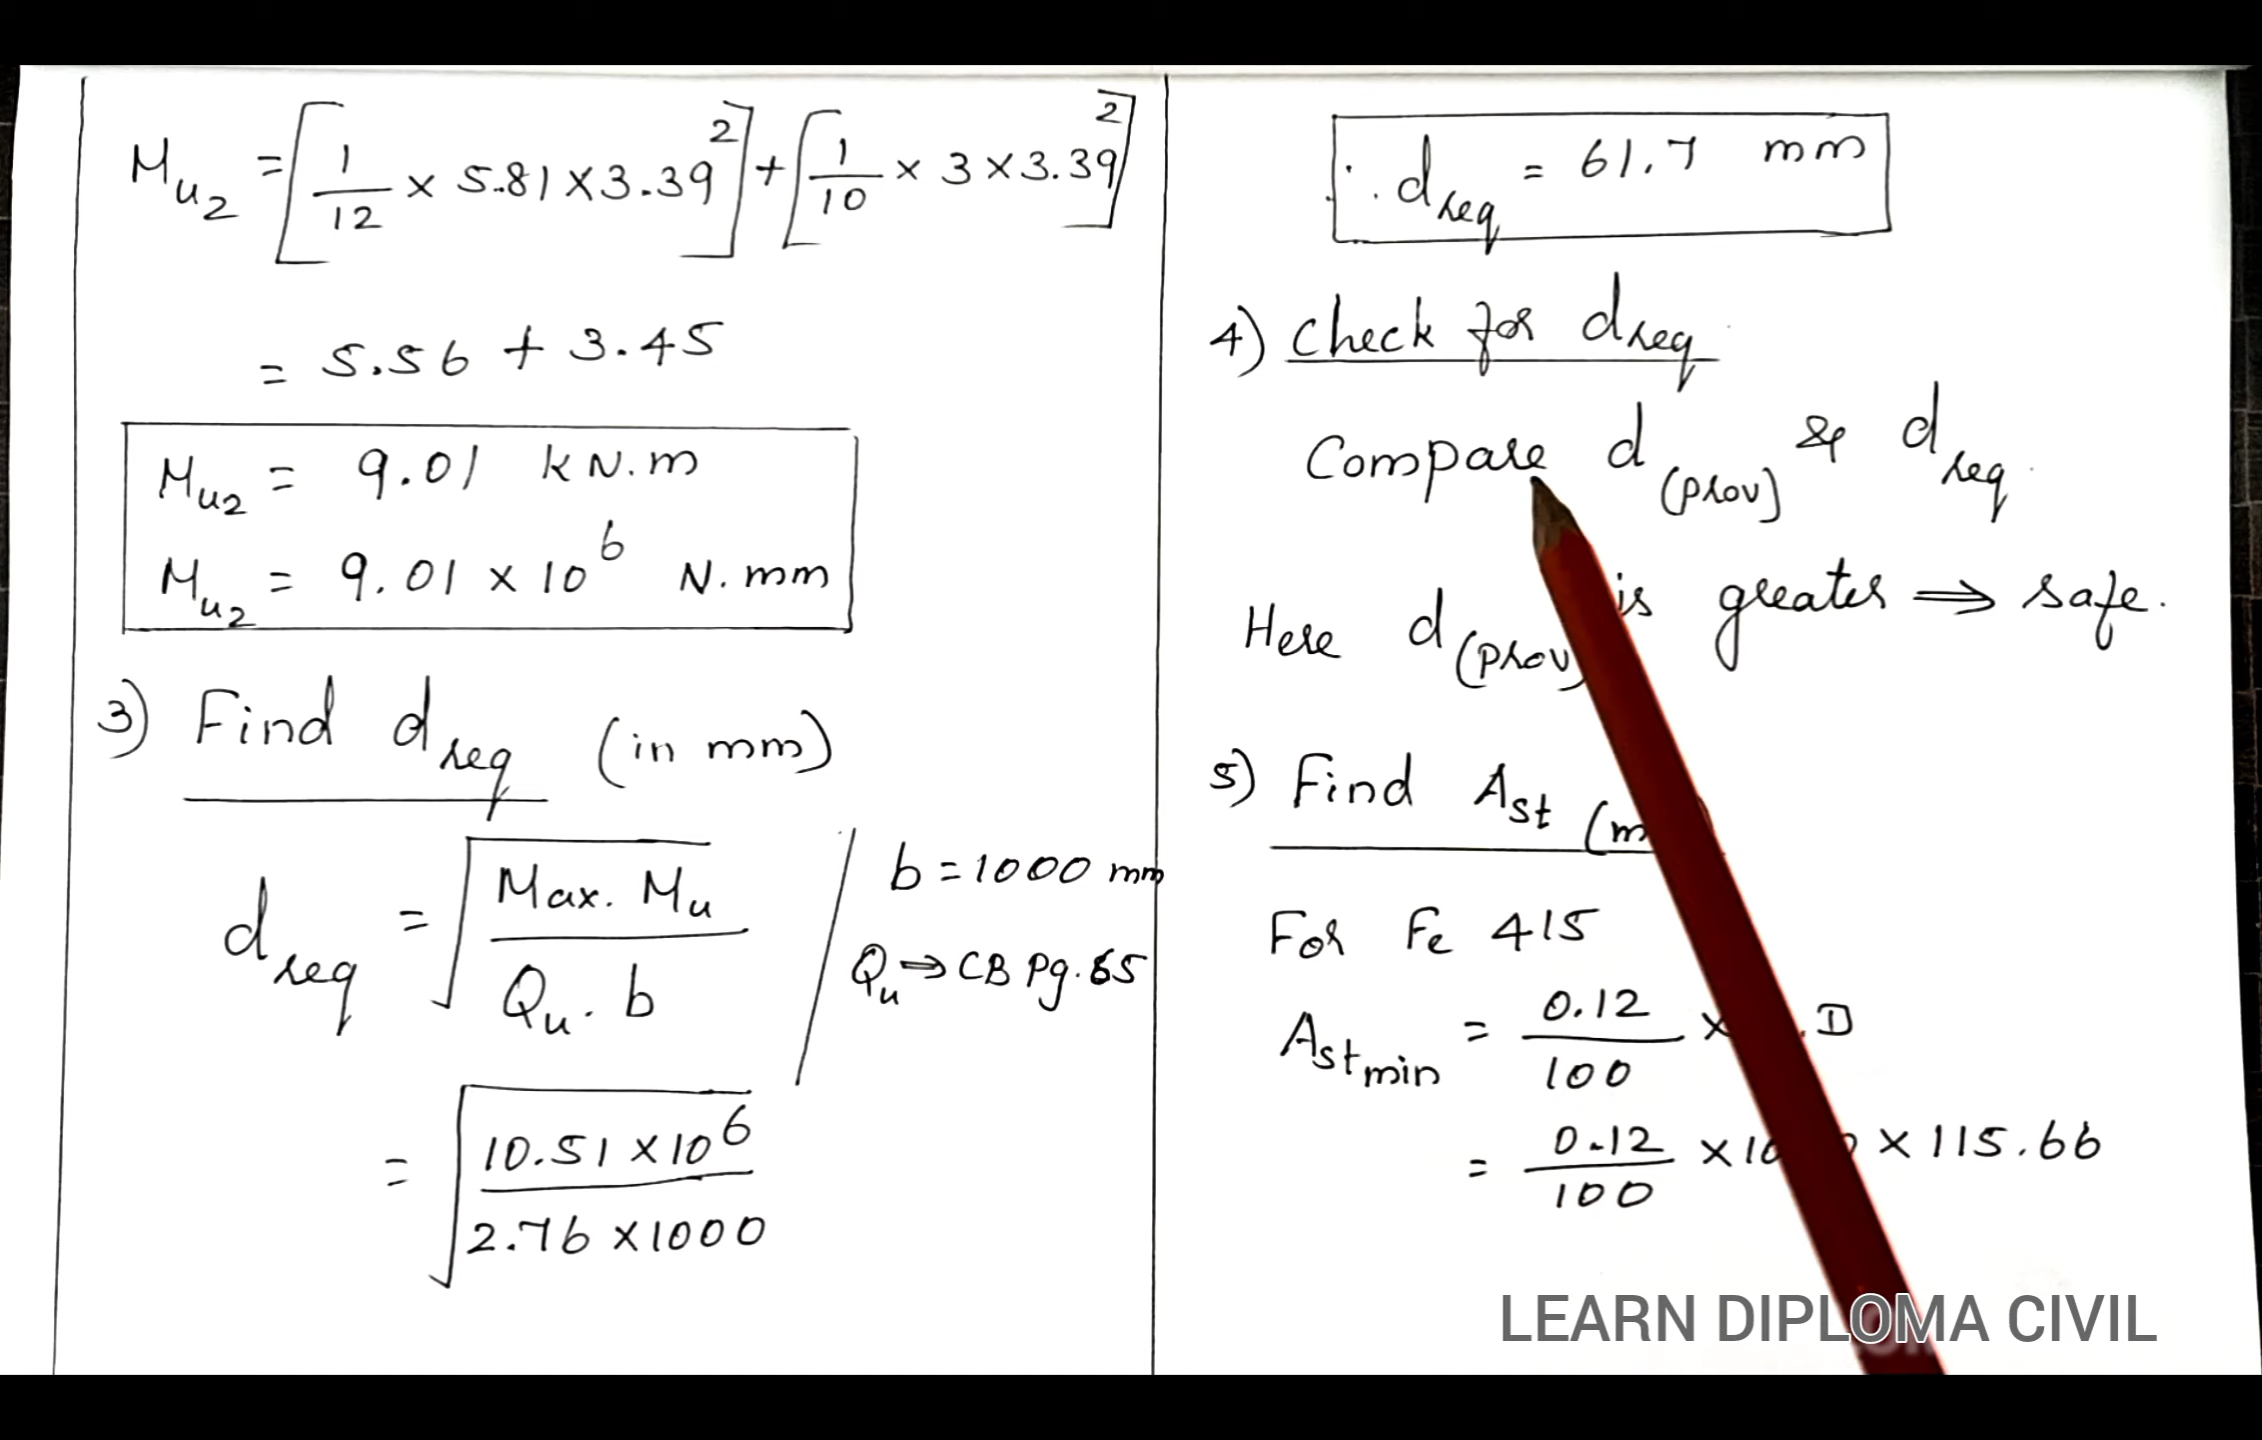 Mu2 = [1/12 × 5.81 × 3.39²] + [1/10 × 3 × 3.39²]
= 5.56 + 3.45
Mu2 = 9.01 kN.m
Mu2 = 9.01 × 10⁶ N.mm
3) Find dreq (in mm)
dreq = √(Max. Mu / Qu. b)
b = 1000 mm
Qu ⇒ CB Pg. 65
= √(10.51 × 10⁶ / 2.76 × 1000)
∴ dreq = 61.7 mm
4) Check for dreq
Compare d(prov) & dreq.
Here d(prov) is greater ⇒ safe.
5) Find Ast (m
For Fe 415
Astmin = 0.12/100 × .D
= 0.12/100 × 10 × 115.66
LEARN DIPLOMA CIVIL